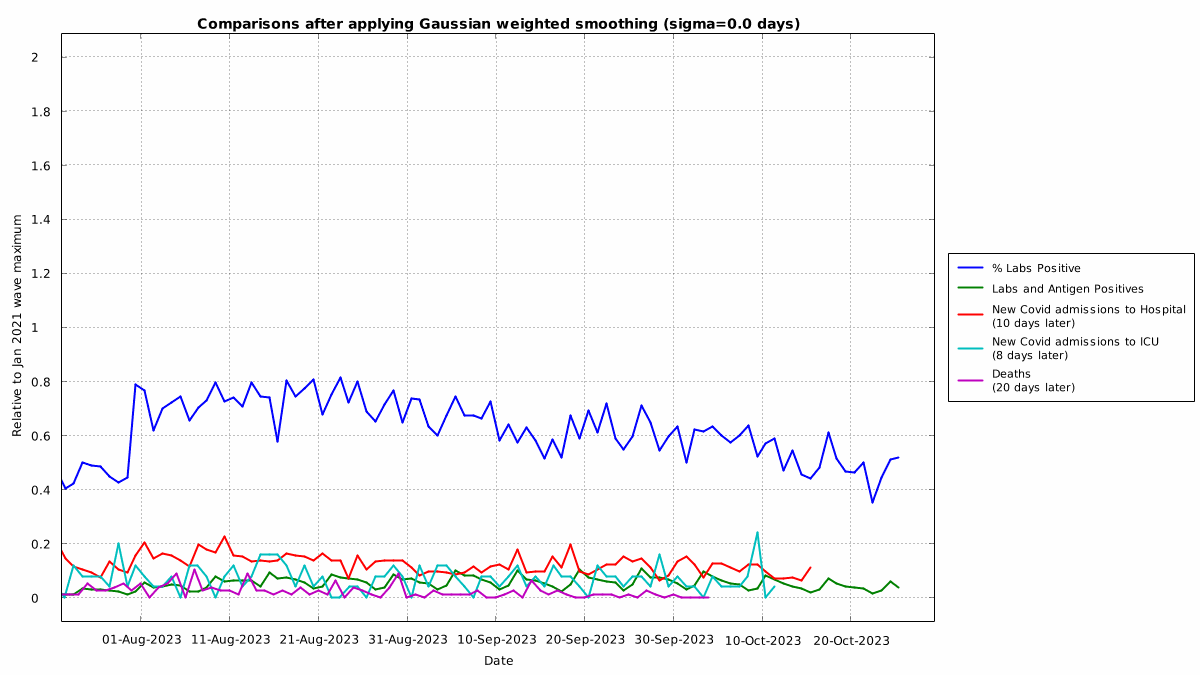 Comparisons after applying Gaussian weighted smoothing (sigma=0.0 days)
Relative to Jan 2021 wave maximum
2
1.8
1.6
1.4
1.2
1
0.8
0.6
0.4
0.2
0
01-Aug-2023 11-Aug-2023 21-Aug-2023 31-Aug-2023 10-Sep-2023 20-Sep-2023 30-Sep-2023 10-Oct-2023 20-Oct-2023
Date
% Labs Positive
Labs and Antigen Positives
New Covid admissions to Hospital
(10 days later)
New Covid admissions to ICU
(8 days later)
Deaths
(20 days later)